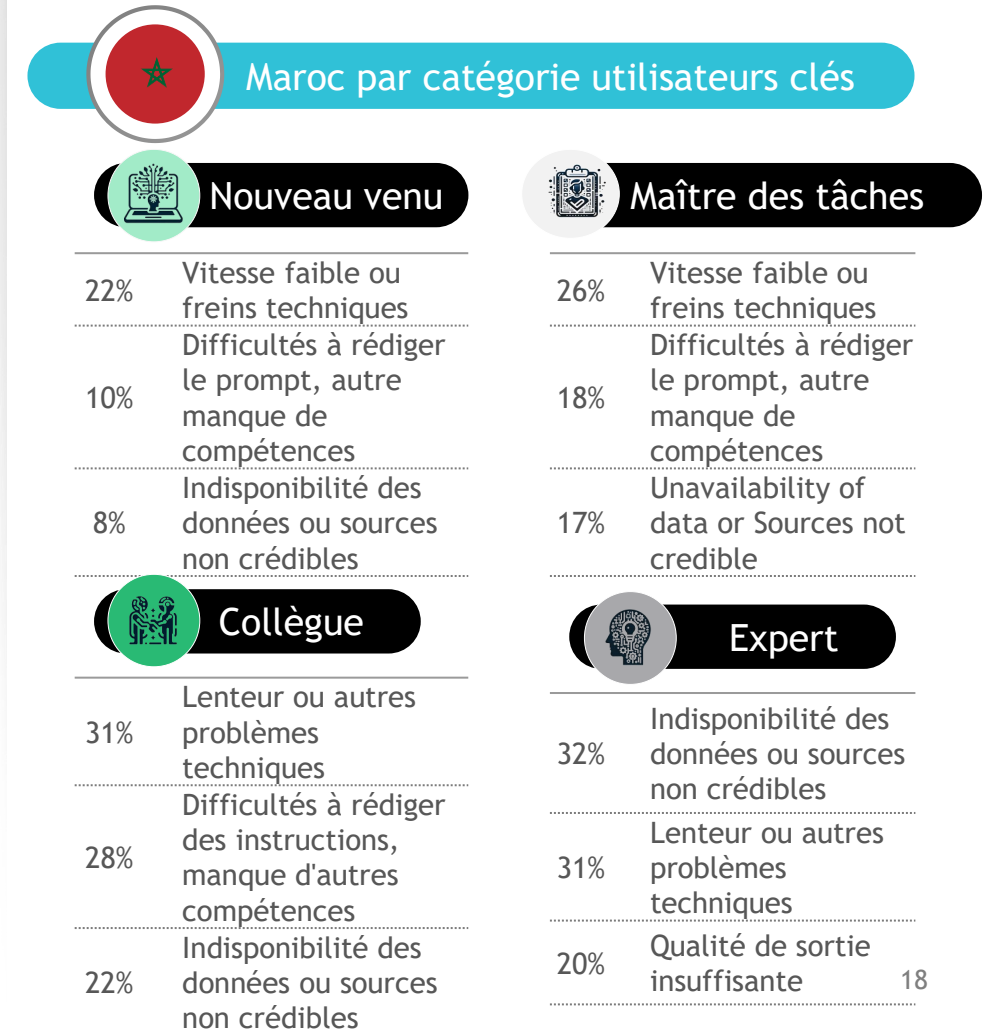 Maroc par catégorie utilisateurs clés
Nouveau venu
22%
Vitesse faible ou
freins techniques
10%
Difficultés à rédiger
le prompt, autre
manque de
compétences
8%
Indisponibilité des
données ou sources
non crédibles
Maître des tâches
26%
Vitesse faible ou
freins techniques
18%
Difficultés à rédiger
le prompt, autre
manque de
compétences
17%
Unavailability of
data or Sources not
credible
Collègue
31%
Lenteur ou autres
problèmes
techniques
28%
Difficultés à rédiger
des instructions,
manque d'autres
compétences
22%
Indisponibilité des
données ou sources
non crédibles
Expert
32%
Indisponibilité des
données ou sources
non crédibles
31%
Lenteur ou autres
problèmes
techniques
20%
Qualité de sortie
insuffisante
18